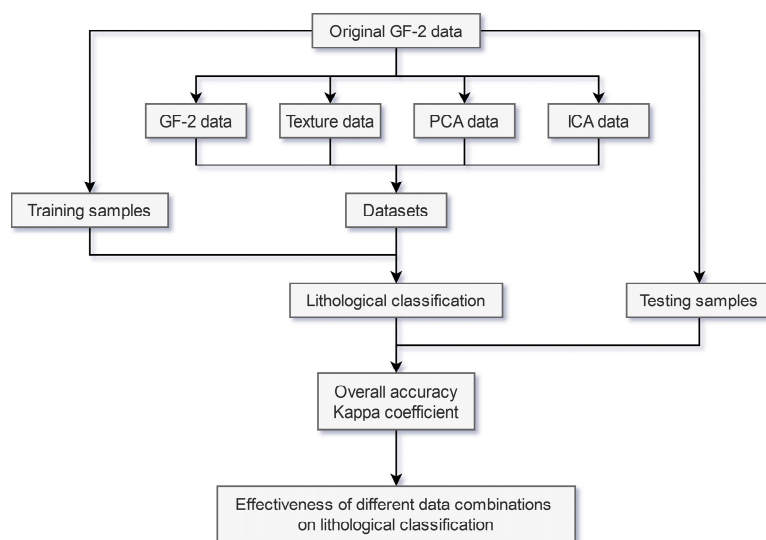 Original GF-2 data
GF-2 data
Texture data
PCA data
ICA data
Training samples
Datasets
Lithological classification
Testing samples
Overall accuracy
Kappa coefficient
Effectiveness of different data combinations
on lithological classification